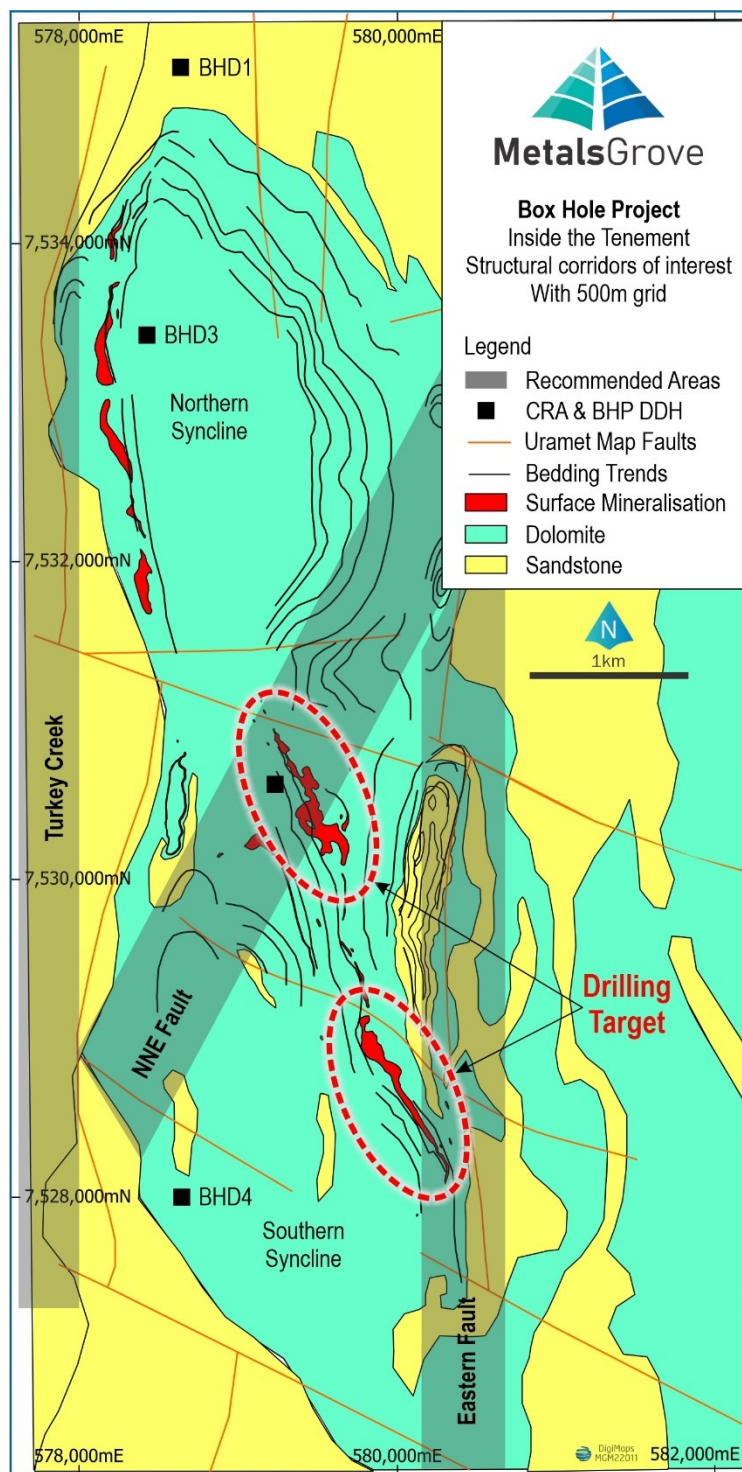 578,000mE
580,000mE
BHD1
MetalsGrove
Box Hole Project
Inside the Tenement
Structural corridors of interest
With 500m grid
7,534,000mN
BHD3
Northern
Syncline
Legend
Recommended Areas
CRA & BHP DDH
Uramet Map Faults
Bedding Trends
Surface Mineralisation
Dolomite
Sandstone
7,532,000mN
N
1km
Turkey Creek
7,530,000mN
Drilling
Target
NNE Fault
7,528,000mN
BHD4
Southern
Syncline
Eastern Fault
578,000mE
580,000mE
DigiMaps
MGM22011
582,000mE